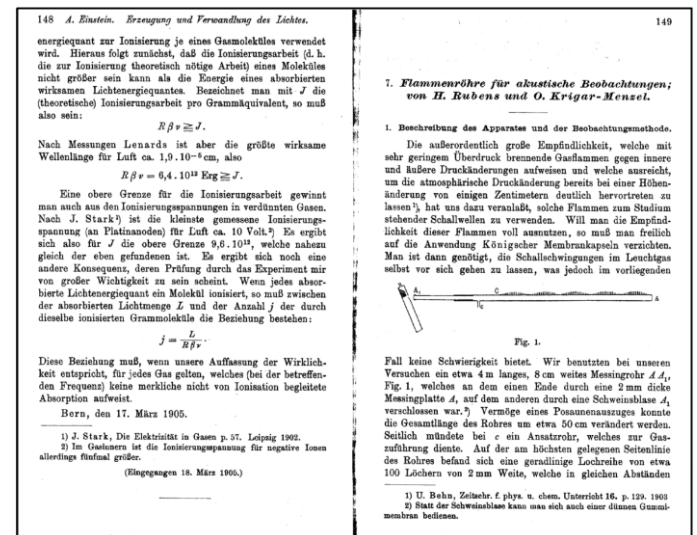 148 A. Einstein. Erzeugung und Verwandlung des Lichtes.
energiequant zur Ionisierung je eines Gasmoleküles verwendet
wird. Hieraus folgt zunächst, daß die Ionisierungsarbeit (d. h.
die zur Ionisierung theoretisch nötige Arbeit) eines Moleküles
nicht größer sein kann als die Energie eines absorbierten
wirksamen Lichtenergiequantes. Bezeichnet man mit J die
(theoretische) Ionisierungsarbeit pro Grammäquivalent, so muß
also sein:
R β ν ≧ J.
Nach Messungen Lenards ist aber die größte wirksame
Wellenlänge für Luft ca. 1,9 . 10⁻⁵ cm, also
R β ν = 6,4 . 10¹² Erg ≧ J.
Eine obere Grenze für die Ionisierungsarbeit gewinnt
man auch aus den Ionisierungsspannungen in verdünnten Gasen.
Nach J. Stark¹) ist die kleinste gemessene Ionisierungs-
spannung (an Platinanoden) für Luft ca. 10 Volt.²) Es ergibt
sich also für J die obere Grenze 9,6 . 10¹², welche nahezu
gleich der eben gefundenen ist. Es ergibt sich noch eine
andere Konsequenz, deren Prüfung durch das Experiment mir
von großer Wichtigkeit zu sein scheint. Wenn jedes absor-
bierte Lichtenergiequant ein Molekül ionisiert, so muß zwischen
der absorbierten Lichtmenge L und der Anzahl j der durch
dieselbe ionisierten Grammoleküle die Beziehung bestehen:
j = L / R β ν .
Diese Beziehung muß, wenn unsere Auffassung der Wirklich-
keit entspricht, für jedes Gas gelten, welches (bei der betreffen-
den Frequenz) keine merkliche nicht von Ionisation begleitete
Absorption aufweist.
Bern, den 17. März 1905.
1) J. Stark, Die Elektrizität in Gasen p. 57. Leipzig 1902.
2) Im Gasinnern ist die Ionisierungsspannung für negative Ionen
allerdings fünfmal größer.
(Eingegangen 18. März 1905.)
149
7. Flammenröhre für akustische Beobachtungen;
von H. Rubens und O. Krigar-Menzel.
1. Beschreibung des Apparates und der Beobachtungsmethode.
Die außerordentlich große Empfindlichkeit, welche mit
sehr geringem Überdruck brennende Gasflammen gegen innere
und äußere Druckänderungen aufweisen und welche ausreicht,
um die atmosphärische Druckänderung bereits bei einer Höhen-
änderung von einigen Zentimetern deutlich hervortreten zu
lassen¹), hat uns dazu veranlaßt, solche Flammen zum Studium
stehender Schallwellen zu verwenden. Will man die Empfind-
lichkeit dieser Flammen voll ausnutzen, so muß man freilich
auf die Anwendung Königscher Membrankapseln verzichten.
Man ist dann genötigt, die Schallschwingungen im Leuchtgas
selbst vor sich gehen zu lassen, was jedoch im vorliegenden
A₁ C A
c
Fig. 1.
Fall keine Schwierigkeit bietet. Wir benutzten bei unseren
Versuchen ein etwa 4 m langes, 8 cm weites Messingrohr A A₁,
Fig. 1, welches an dem einen Ende durch eine 2 mm dicke
Messingplatte A, auf dem anderen durch eine Schweinsblase A₁
verschlossen war.²) Vermöge eines Posaunenauszuges konnte
die Gesamtlänge des Rohres um etwa 50 cm verändert werden.
Seitlich mündete bei c ein Ansatzrohr, welches zur Gas-
zuführung diente. Auf der am höchsten gelegenen Seitenlinie
des Rohres befand sich eine geradlinige Lochreihe von etwa
100 Löchern von 2 mm Weite, welche in gleichen Abständen
1) U. Behn, Zeitschr. f. phys. u. chem. Unterricht 16. p. 129. 1903
2) Statt der Schweinsblase kann man sich auch einer dünnen Gummi-
membran bedienen.